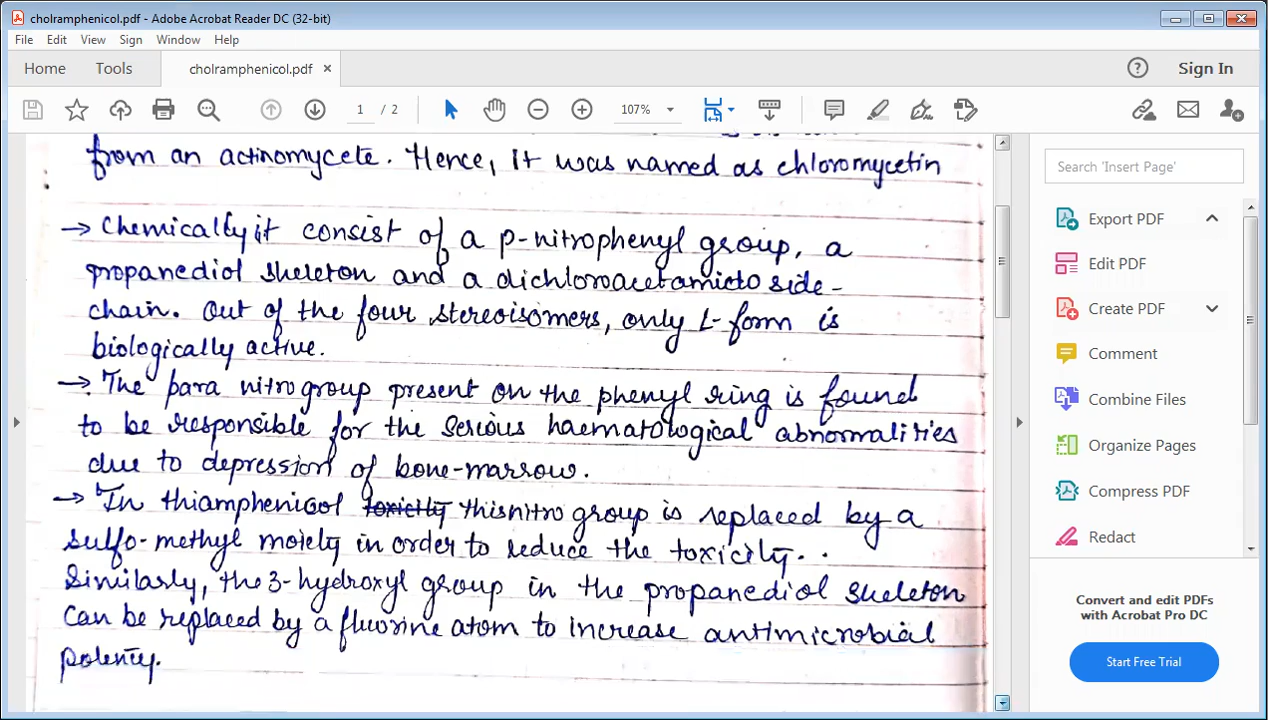 cholramphenicol.pdf - Adobe Acrobat Reader DC (32-bit)
File Edit View Sign Window Help
Home Tools cholramphenicol.pdf × Sign In
1 / 2 107%
from an actinomycete. Hence, it was named as chloromycetin
→ Chemically it consist of a p-nitrophenyl group, a
propanediol skeleton and a dichloroacetamido side-
chain. Out of the four stereoisomers, only L-form is
biologically active.
→ The para nitrogroup present on the phenyl ring is found
to be responsible for the serious haematological abnormalities
due to depression of bone-marrow.
→ In thiamphenicol toxicity this nitro group is replaced by a
sulfo-methyl moiety in order to reduce the toxicity.
Similarly, the 3-hydroxyl group in the propanediol skeleton
can be replaced by a fluorine atom to increase antimicrobial
potency.
Search 'Insert Page'
Export PDF
Edit PDF
Create PDF
Comment
Combine Files
Organize Pages
Compress PDF
Redact
Convert and edit PDFs
with Acrobat Pro DC
Start Free Trial